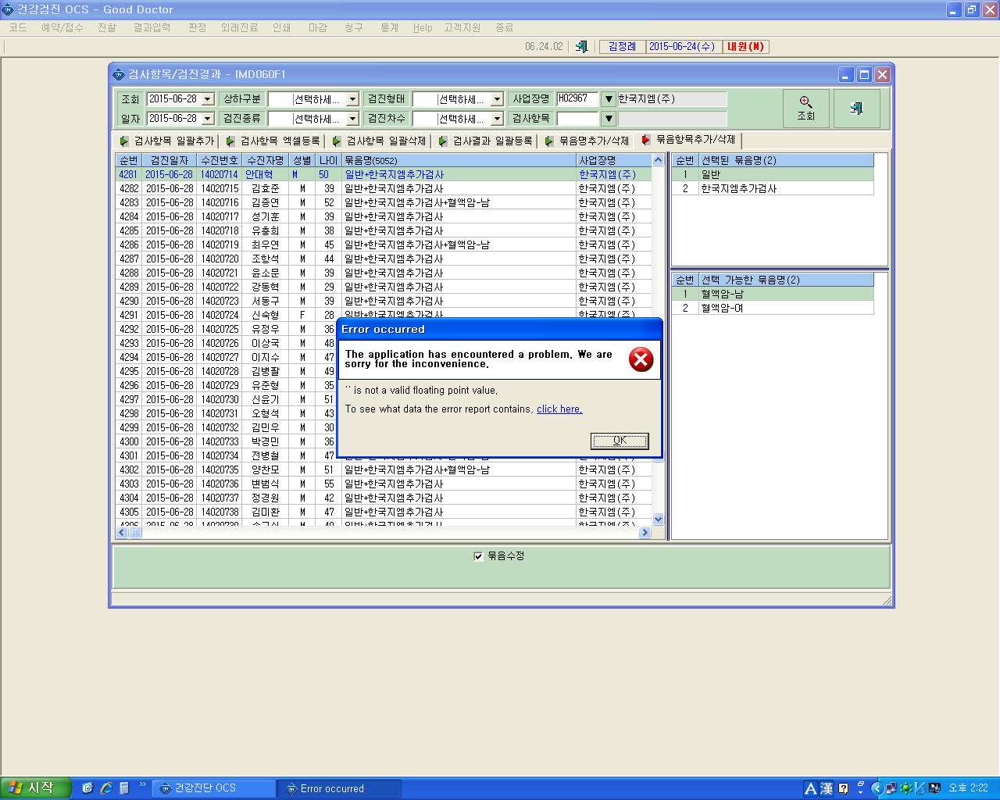 건강검진 OCS - Good Doctor
코드 예약/접수 진찰 결과입력 판정 외래진료 인쇄 마감 청구 통계 Help 고객지원 종료
06.24.02 김정례 2015-06-24(수) 내원(M)
검사항목/검진결과 - IMD060F1
조회 2015-06-28 상하구분 선택하세... 검진형태 선택하세... 사업장명 H02967 ▼ 한국지엠(주) 조회
일자 2015-06-28 검진종류 선택하세... 검진차수 선택하세... 검사항목 ▼
검사항목 일괄추가 검사항목 엑셀등록 검사항목 일괄삭제 검사결과 일괄등록 묶음명추가/삭제 묶음항목추가/삭제
순번 검진일자 수진번호 수진자명 성별 나이 묶음명(5052) 사업장명
4281 2015-06-28 14020714 안대혁 M 50 일반+한국지엠추가검사 한국지엠(주)
4282 2015-06-28 14020715 김효준 M 39 일반+한국지엠추가검사 한국지엠(주)
4283 2015-06-28 14020716 김종연 M 52 일반+한국지엠추가검사+혈액암-남 한국지엠(주)
4284 2015-06-28 14020717 성기훈 M 39 일반+한국지엠추가검사 한국지엠(주)
4285 2015-06-28 14020718 유충희 M 38 일반+한국지엠추가검사 한국지엠(주)
4286 2015-06-28 14020719 최우연 M 45 일반+한국지엠추가검사+혈액암-남 한국지엠(주)
4287 2015-06-28 14020720 조항석 M 44 일반+한국지엠추가검사 한국지엠(주)
4288 2015-06-28 14020721 윤소문 M 39 일반+한국지엠추가검사 한국지엠(주)
4289 2015-06-28 14020722 강동혁 M 29 일반+한국지엠추가검사 한국지엠(주)
4290 2015-06-28 14020723 서동구 M 39 일반+한국지엠추가검사 한국지엠(주)
4291 2015-06-28 14020724 신숙형 F 28 일반+한국지엠추가검사 한국지엠(주)
4292 2015-06-28 14020725 유정우 M 36
4293 2015-06-28 14020726 이상국 M 48
4294 2015-06-28 14020727 이지수 M 47
4295 2015-06-28 14020728 김병팔 M 49
4296 2015-06-28 14020729 유준형 M 35
4297 2015-06-28 14020730 신윤기 M 51
4298 2015-06-28 14020731 오형석 M 43
4299 2015-06-28 14020732 김민우 M 30
4300 2015-06-28 14020733 박경민 M 36
4301 2015-06-28 14020734 전병철 M 47
4302 2015-06-28 14020735 양찬모 M 51 일반+한국지엠추가검사+혈액암-남 한국지엠(주)
4303 2015-06-28 14020736 변범식 M 55 일반+한국지엠추가검사 한국지엠(주)
4304 2015-06-28 14020737 정경원 M 42 일반+한국지엠추가검사 한국지엠(주)
4305 2015-06-28 14020738 김미환 M 47 일반+한국지엠추가검사 한국지엠(주)
순번 선택된 묶음명(2)
1 일반
2 한국지엠추가검사
순번 선택 가능한 묶음명(2)
1 혈액암-남
2 혈액암-여
Error occurred
The application has encountered a problem. We are
sorry for the inconvenience.
'' is not a valid floating point value.
To see what data the error report contains, click here.
OK
묶음수정
시작 건강진단 OCS Error occurred A 漢 오후 2:22